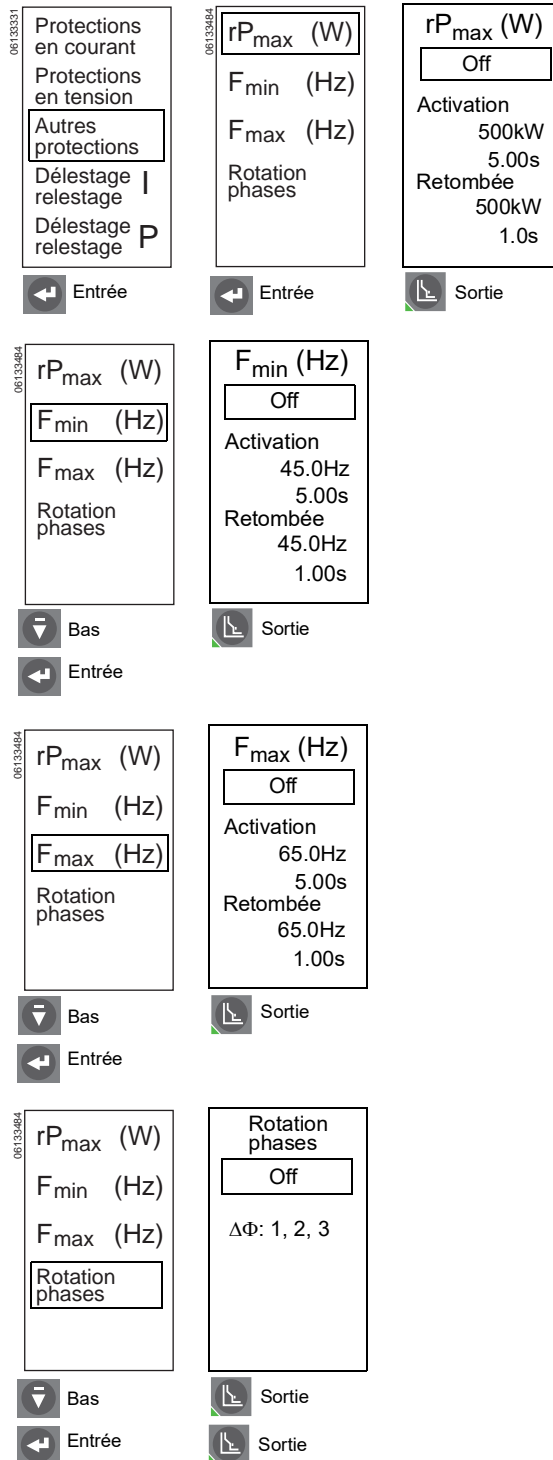 06133331
Protections
en courant
Protections
en tension
Autres
protections
Délestage
relestage I
Délestage
relestage P
Entrée
06133484
rPmax (W)
Fmin (Hz)
Fmax (Hz)
Rotation
phases
Entrée
rPmax (W)
Off
Activation
500kW
5.00s
Retombée
500kW
1.0s
Sortie
06133484
rPmax (W)
Fmin (Hz)
Fmax (Hz)
Rotation
phases
Bas
Entrée
Fmin (Hz)
Off
Activation
45.0Hz
5.00s
Retombée
45.0Hz
1.00s
Sortie
06133484
rPmax (W)
Fmin (Hz)
Fmax (Hz)
Rotation
phases
Bas
Entrée
Fmax (Hz)
Off
Activation
65.0Hz
5.00s
Retombée
65.0Hz
1.00s
Sortie
06133484
rPmax (W)
Fmin (Hz)
Fmax (Hz)
Rotation
phases
Bas
Entrée
Rotation
phases
Off
ΔΦ: 1, 2, 3
Sortie
Sortie